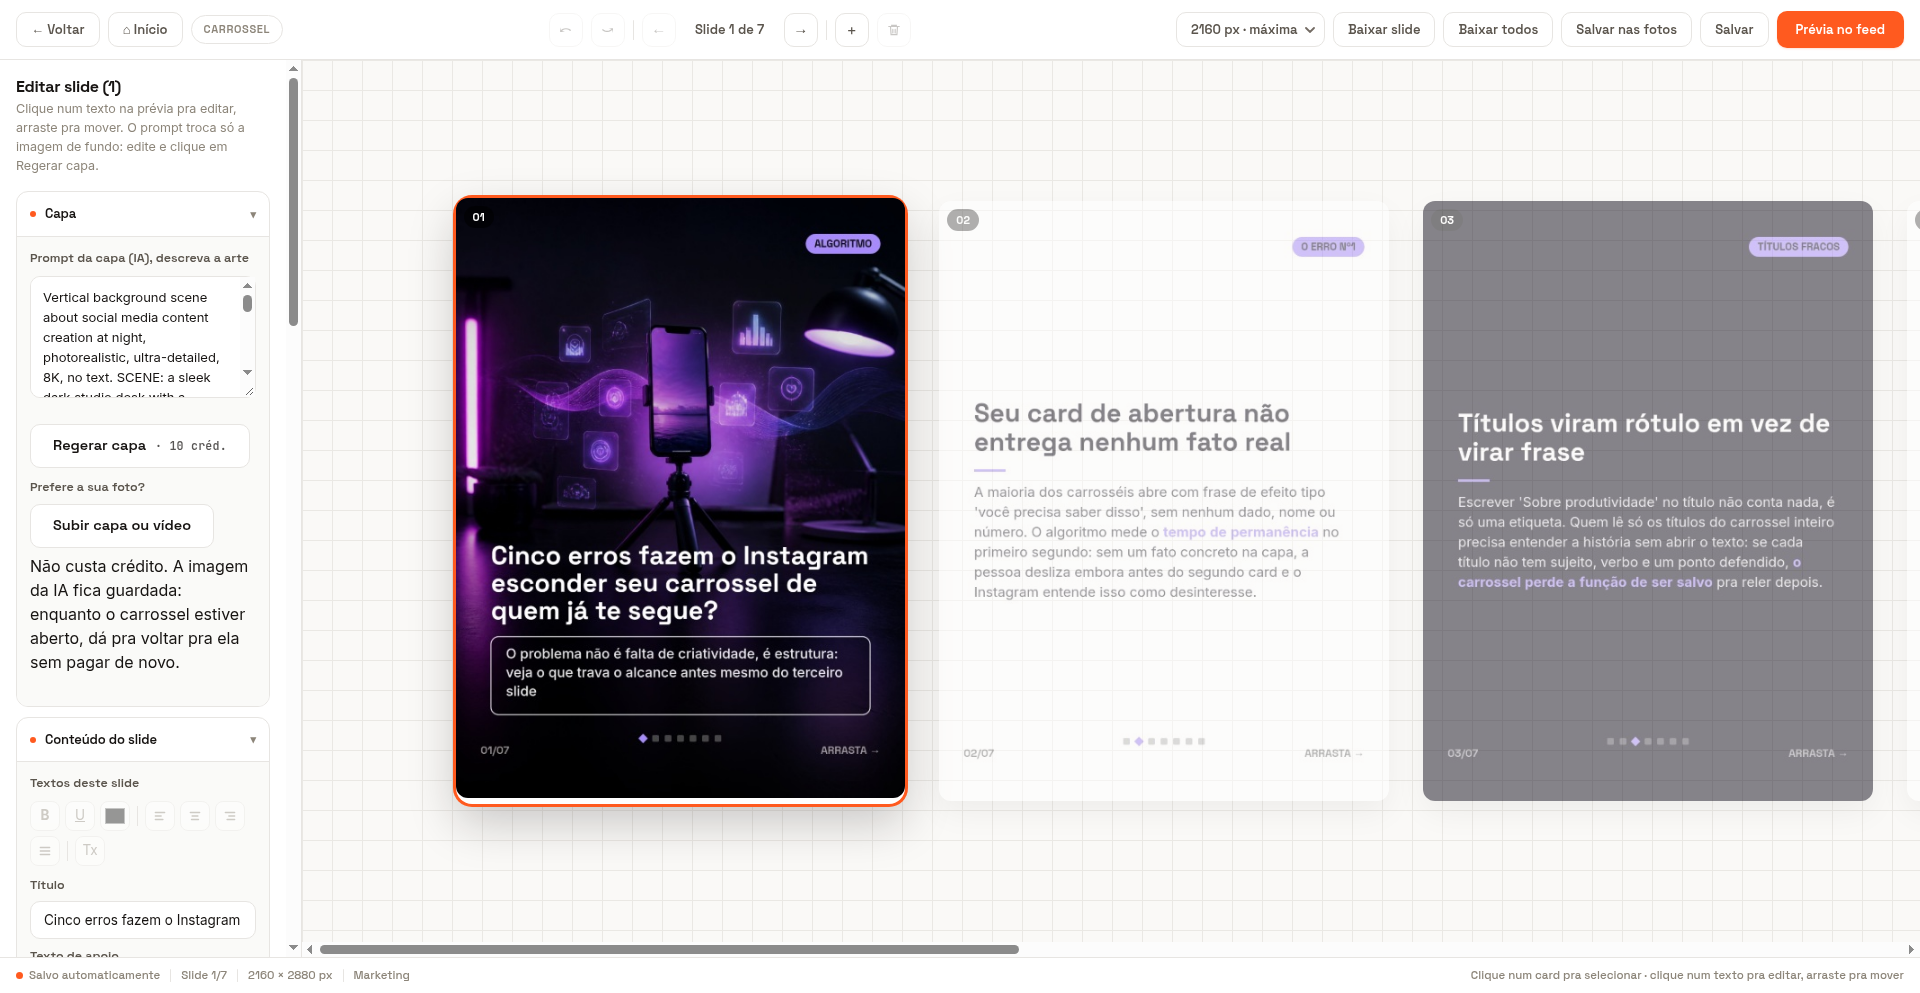 ← Voltar
⌂ Início
CARROSSEL
←
Slide 1 de 7
→
+
2160 px · máxima
Baixar slide
Baixar todos
Salvar nas fotos
Salvar
Prévia no feed
Editar slide (1)
Clique num texto na prévia pra editar,
arraste pra mover. O prompt troca só a
imagem de fundo: edite e clique em
Regerar capa.
Capa
Prompt da capa (IA), descreva a arte
Vertical background scene
about social media content
creation at night,
photorealistic, ultra-detailed,
8K, no text. SCENE: a sleek
dark studio desk with a
Regerar capa · 10 créd.
Prefere a sua foto?
Subir capa ou vídeo
Não custa crédito. A imagem
da IA fica guardada:
enquanto o carrossel estiver
aberto, dá pra voltar pra ela
sem pagar de novo.
Conteúdo do slide
Textos deste slide
B
U
Tx
Título
Cinco erros fazem o Instagram
Texto de apoio
01
ALGORITMO
Cinco erros fazem o Instagram
esconder seu carrossel de
quem já te segue?
O problema não é falta de criatividade, é estrutura:
veja o que trava o alcance antes mesmo do terceiro
slide
01/07
ARRASTA →
02
O ERRO Nº1
Seu card de abertura não
entrega nenhum fato real
A maioria dos carrosséis abre com frase de efeito tipo
'você precisa saber disso', sem nenhum dado, nome ou
número. O algoritmo mede o tempo de permanência no
primeiro segundo: sem um fato concreto na capa, a
pessoa desliza embora antes do segundo card e o
Instagram entende isso como desinteresse.
02/07
ARRASTA →
03
TÍTULOS FRACOS
Títulos viram rótulo em vez de
virar frase
Escrever 'Sobre produtividade' no título não conta nada, é
só uma etiqueta. Quem lê só os títulos do carrossel inteiro
precisa entender a história sem abrir o texto: se cada
título não tem sujeito, verbo e um ponto defendido, o
carrossel perde a função de ser salvo pra reler depois.
03/07
ARRASTA →
Salvo automaticamente
Slide 1/7
2160 × 2880 px
Marketing
Clique num card pra selecionar · clique num texto pra editar, arraste pra mover